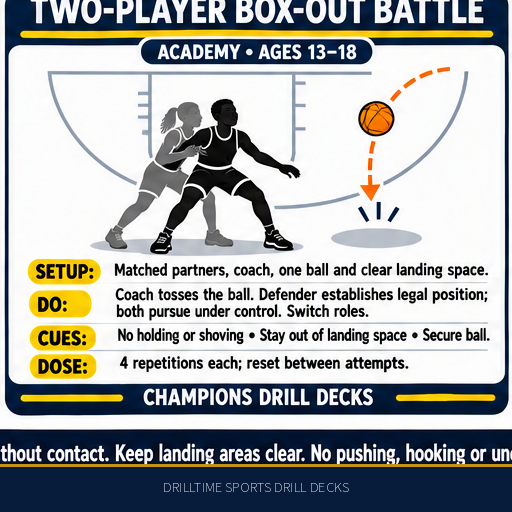 TWO-PLAYER BOX-OUT BATTLE
ACADEMY • AGES 13–18
SETUP: Matched partners, coach, one ball and clear landing space.
DO: Coach tosses the ball. Defender establishes legal position;
both pursue under control. Switch roles.
CUES: No holding or shoving • Stay out of landing space • Secure ball.
DOSE: 4 repetitions each; reset between attempts.
CHAMPIONS DRILL DECKS
contact. Keep landing areas clear. No pushing, hooking or
DRILLTIME SPORTS DRILL DECKS